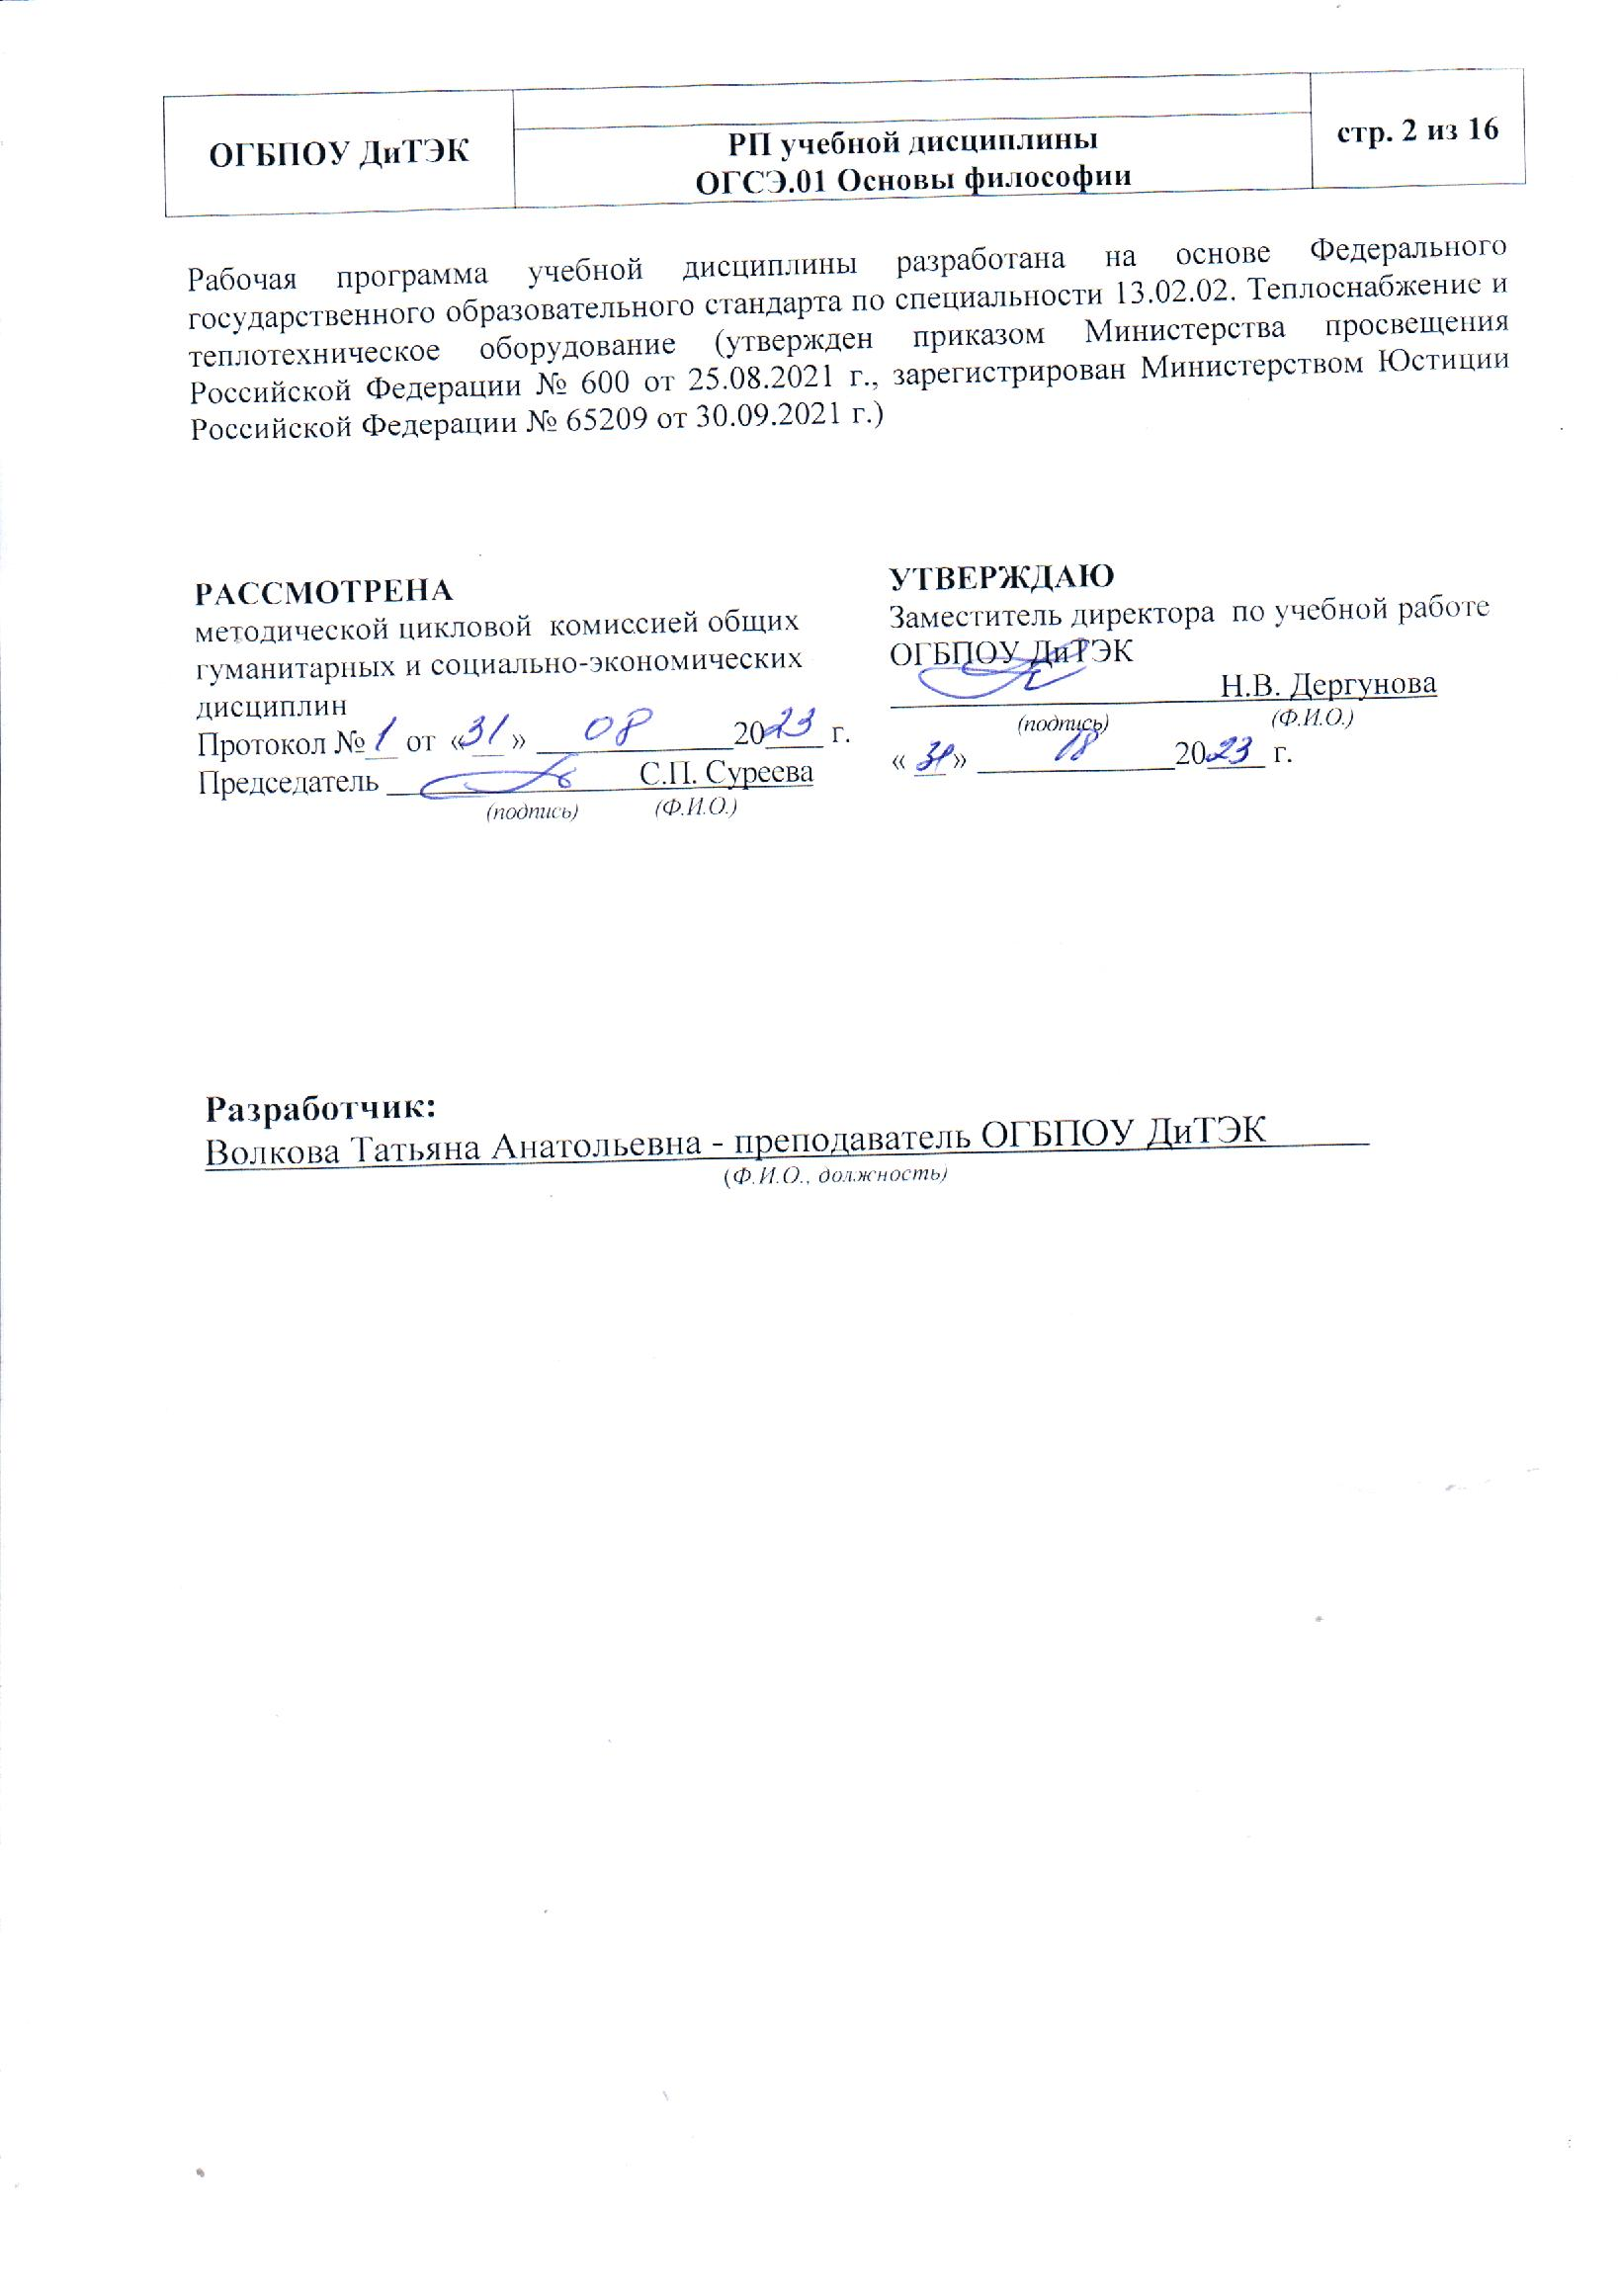 ОГБПОУ ДиТЭК
РП учебной дисциплины
ОГСЭ.01 Основы философии
стр. 2 из 16
Рабочая программа учебной дисциплины разработана на основе Федерального
государственного образовательного стандарта по специальности 13.02.02. Теплоснабжение и
теплотехническое оборудование (утвержден приказом Министерства просвещения
Российской Федерации № 600 от 25.08.2021 г., зарегистрирован Министерством Юстиции
Российской Федерации № 65209 от 30.09.2021 г.)
РАССМОТРЕНА
методической цикловой комиссией общих
гуманитарных и социально-экономических
дисциплин
Протокол № 1 от «31» 08 2023 г.
Председатель С.П. Суреева
(подпись) (Ф.И.О.)
УТВЕРЖДАЮ
Заместитель директора по учебной работе
ОГБПОУ ДиТЭК
Н.В. Дергунова
(подпись) (Ф.И.О.)
«31» 2023 г.
Разработчик:
Волкова Татьяна Анатольевна - преподаватель ОГБПОУ ДиТЭК
(Ф.И.О., должность)